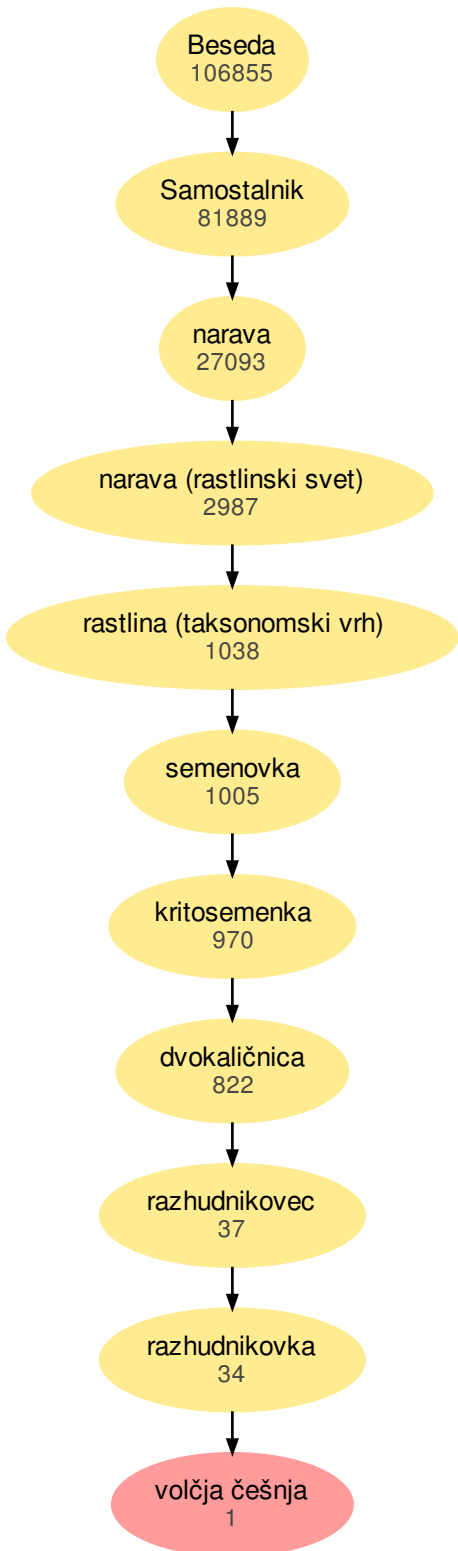 Beseda
106855
Samostalnik
81889
narava
27093
narava (rastlinski svet)
2987
rastlina (taksonomski vrh)
1038
semenovka
1005
kritosemenka
970
dvokaličnica
822
razhudnikovec
37
razhudnikovka
34
volčja češnja
1